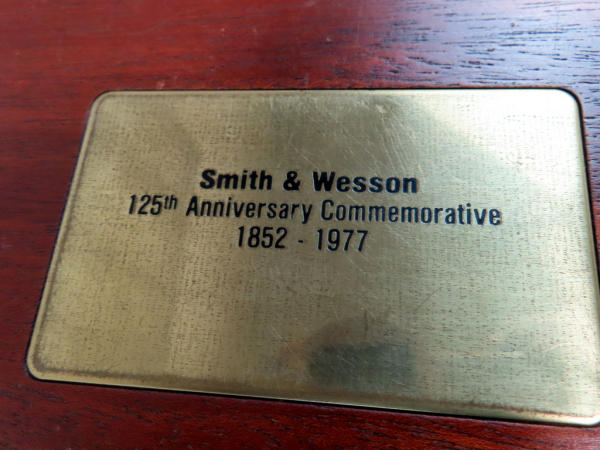 Smith & Wesson
125th Anniversary Commemorative
1852 - 1977